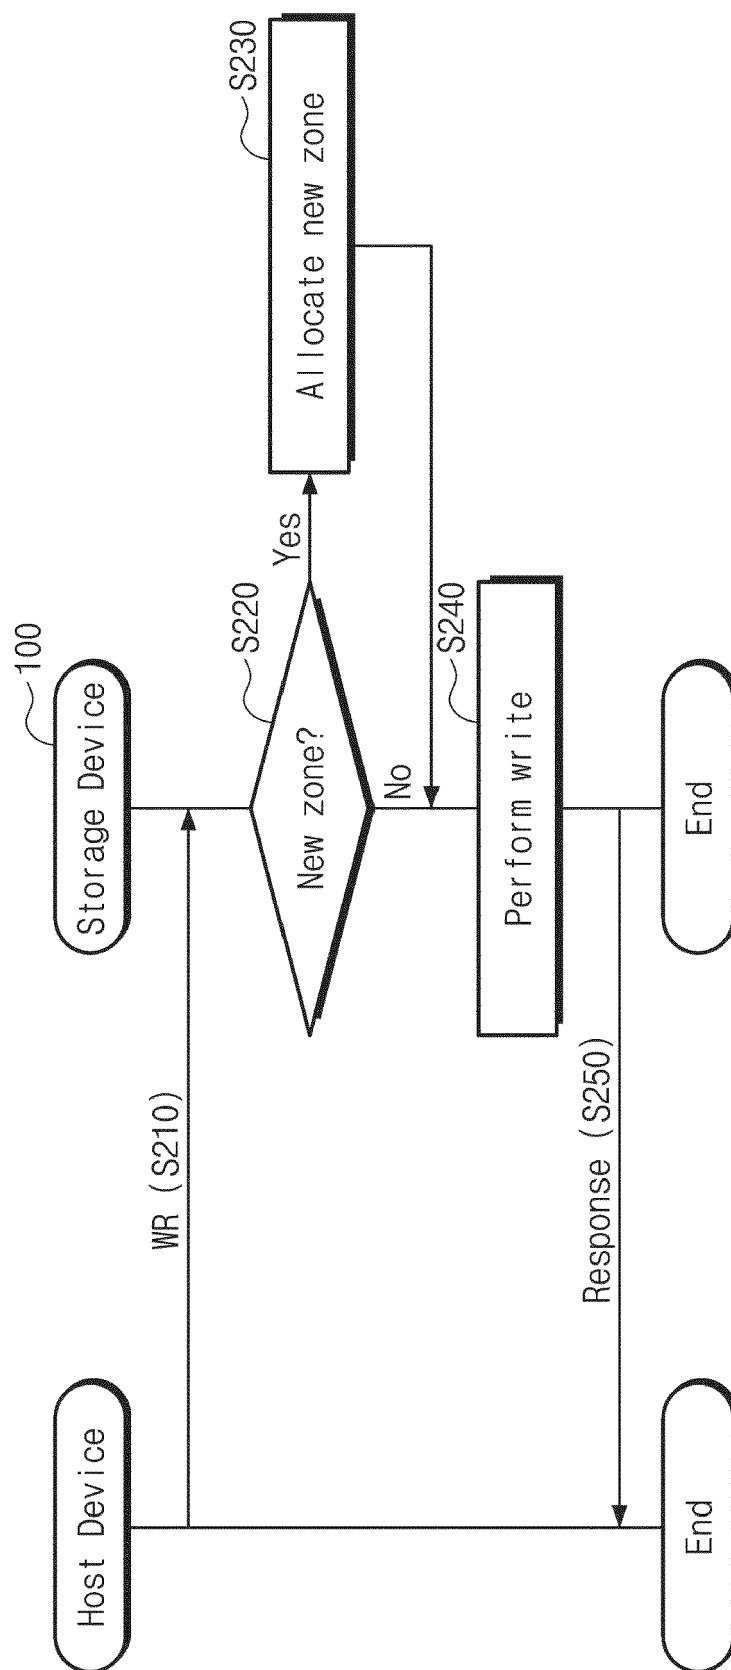 Host Device
Storage Device
100
WR (S210)
New zone?
S220
Yes
Allocate new zone
S230
No
Perform write
S240
Response (S250)
End
End